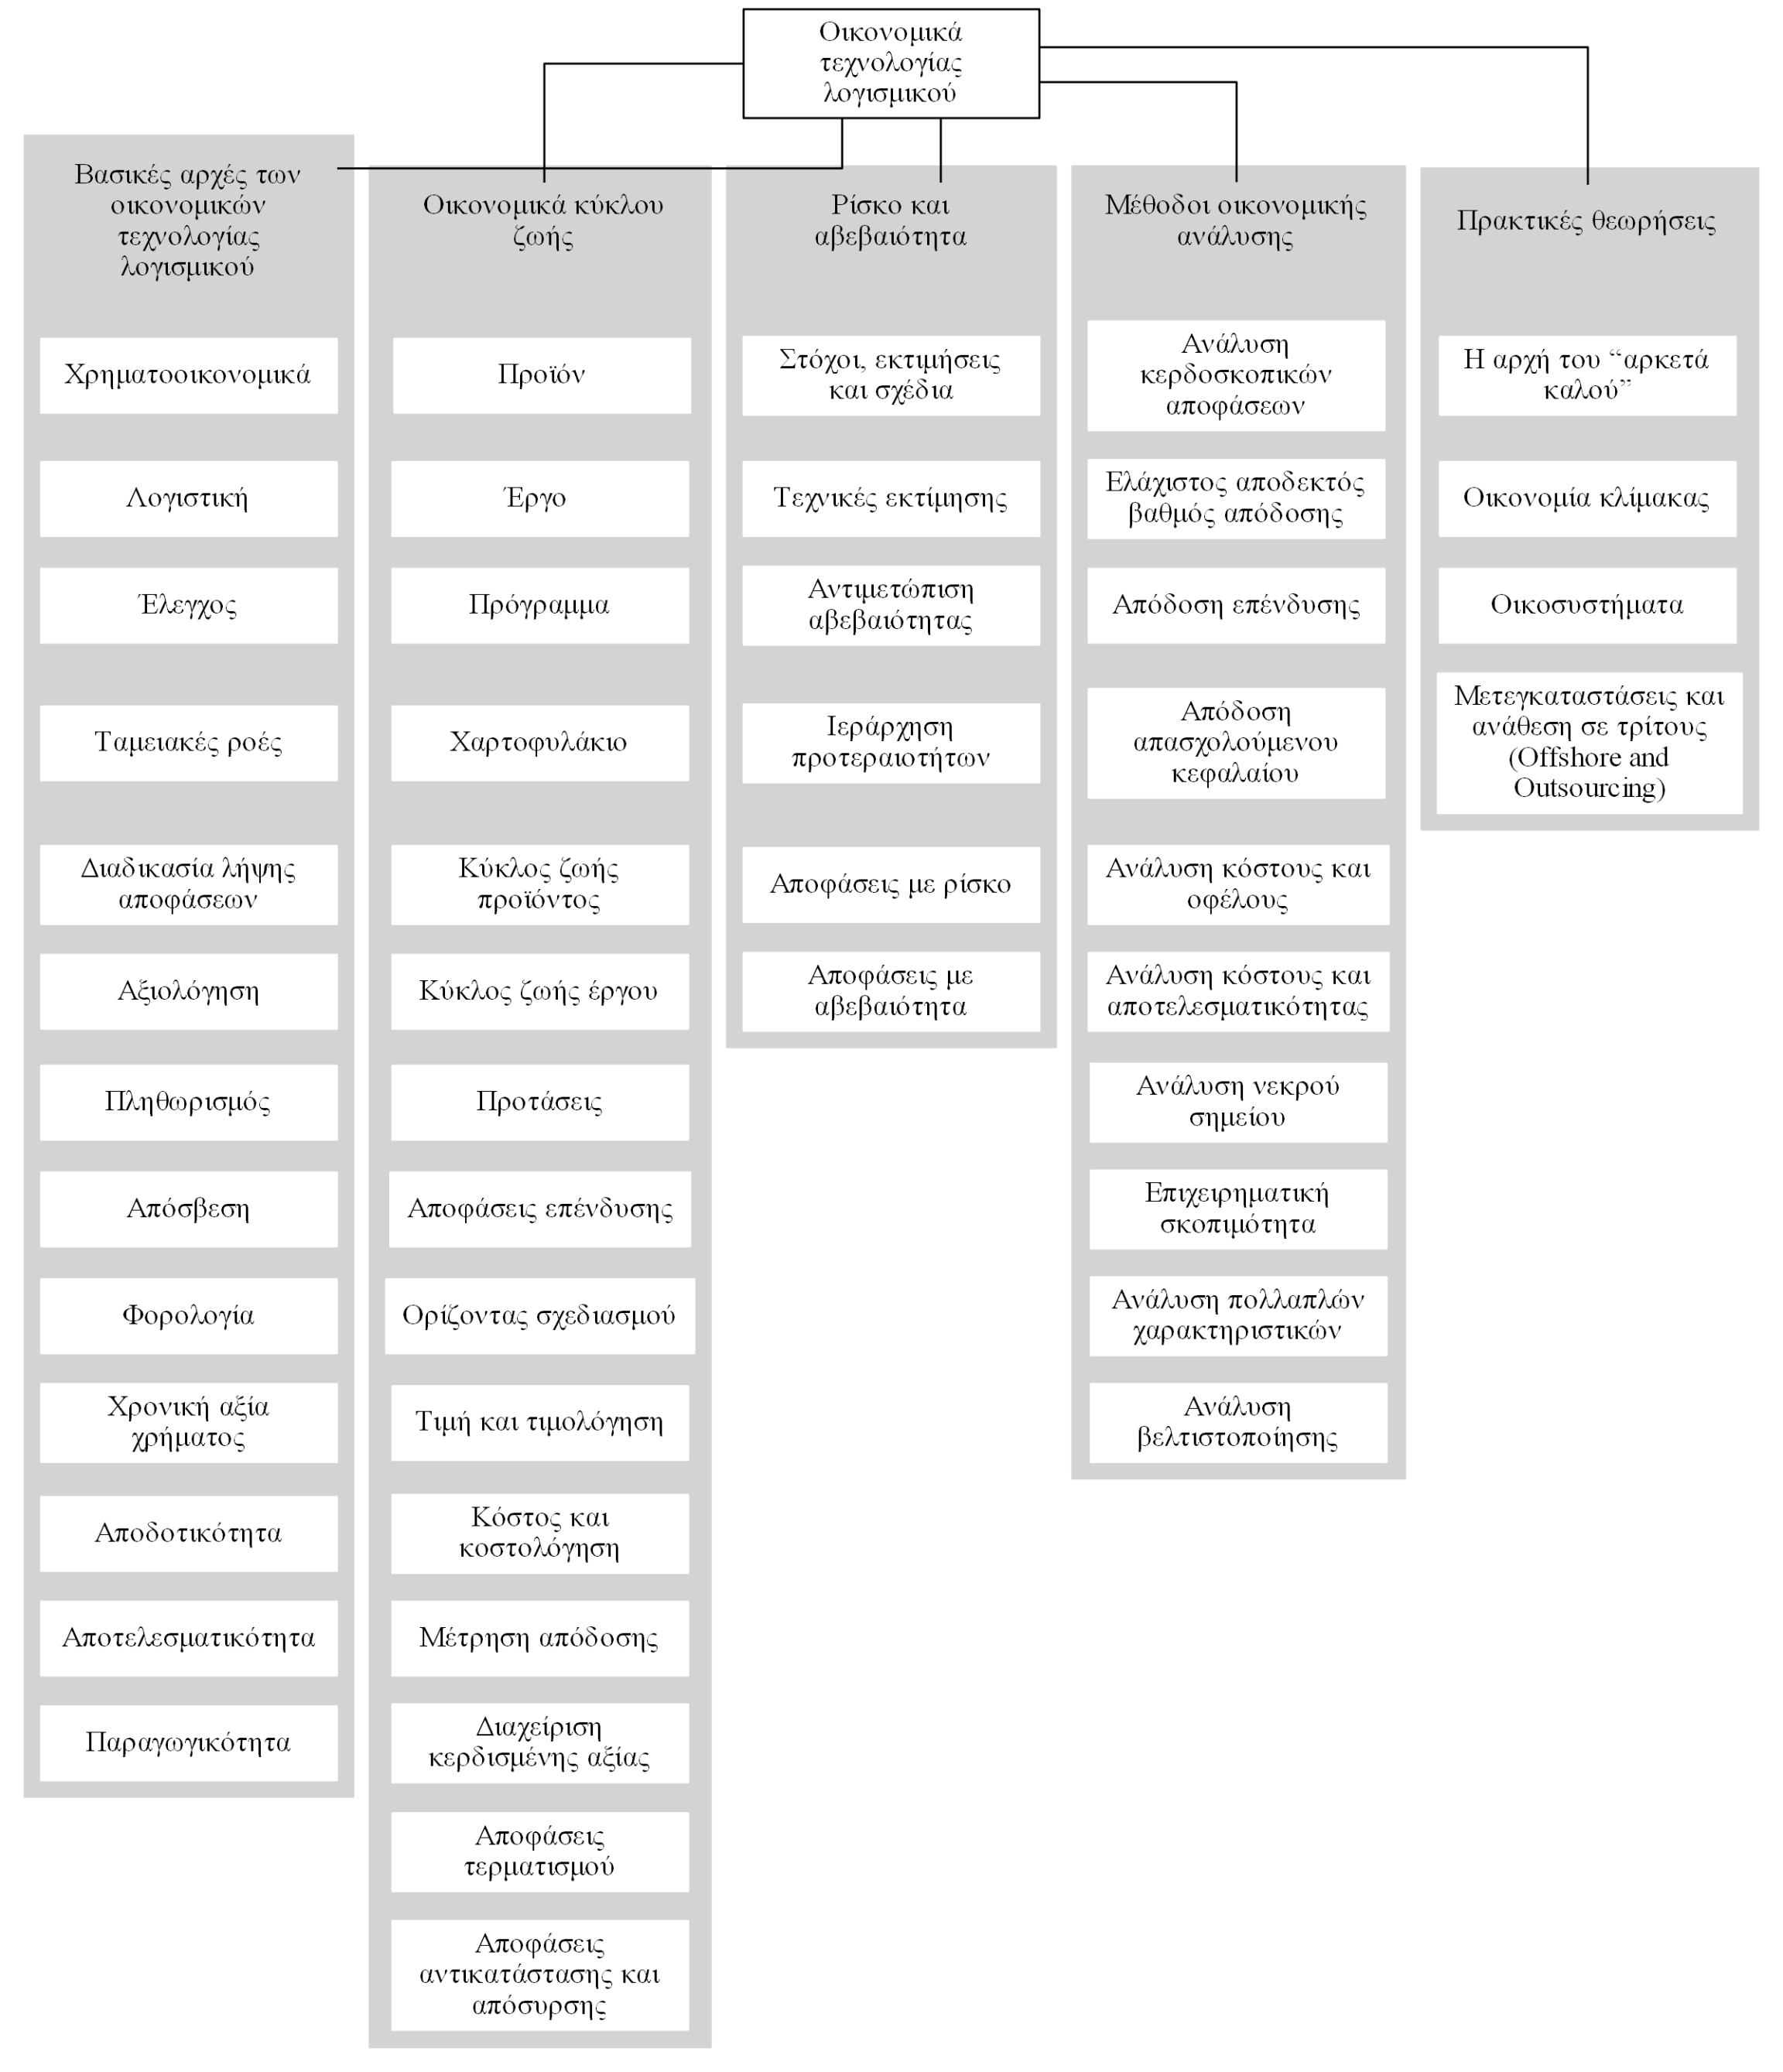 Οικονομικά
τεχνολογίας
λογισμικού
Βασικές αρχές των
οικονομικών
τεχνολογίας
λογισμικού
Χρηματοοικονομικά
Λογιστική
Έλεγχος
Ταμειακές ροές
Διαδικασία λήψης
αποφάσεων
Αξιολόγηση
Πληθωρισμός
Απόσβεση
Φορολογία
Χρονική αξία
χρήματος
Αποδοτικότητα
Αποτελεσματικότητα
Παραγωγικότητα
Οικονομικά κύκλου
ζωής
Προϊόν
Έργο
Πρόγραμμα
Χαρτοφυλάκιο
Κύκλος ζωής
προϊόντος
Κύκλος ζωής έργου
Προτάσεις
Αποφάσεις επένδυσης
Ορίζοντας σχεδιασμού
Τιμή και τιμολόγηση
Κόστος και
κοστολόγηση
Μέτρηση απόδοσης
Διαχείριση
κερδισμένης αξίας
Αποφάσεις
τερματισμού
Αποφάσεις
αντικατάστασης και
απόσυρσης
Ρίσκο και
αβεβαιότητα
Στόχοι, εκτιμήσεις
και σχέδια
Τεχνικές εκτίμησης
Αντιμετώπιση
αβεβαιότητας
Ιεράρχηση
προτεραιοτήτων
Αποφάσεις με ρίσκο
Αποφάσεις με
αβεβαιότητα
Μέθοδοι οικονομικής
ανάλυσης
Ανάλυση
κερδοσκοπικών
αποφάσεων
Ελάχιστος αποδεκτός
βαθμός απόδοσης
Απόδοση επένδυσης
Απόδοση
απασχολούμενου
κεφαλαίου
Ανάλυση κόστους και
οφέλους
Ανάλυση κόστους και
αποτελεσματικότητας
Ανάλυση νεκρού
σημείου
Επιχειρηματική
σκοπιμότητα
Ανάλυση πολλαπλών
χαρακτηριστικών
Ανάλυση
βελτιστοποίησης
Πρακτικές θεωρήσεις
Η αρχή του “αρκετά
καλού”
Οικονομία κλίμακας
Οικοσυστήματα
Μετεγκαταστάσεις και
ανάθεση σε τρίτους
(Offshore and
Outsourcing)